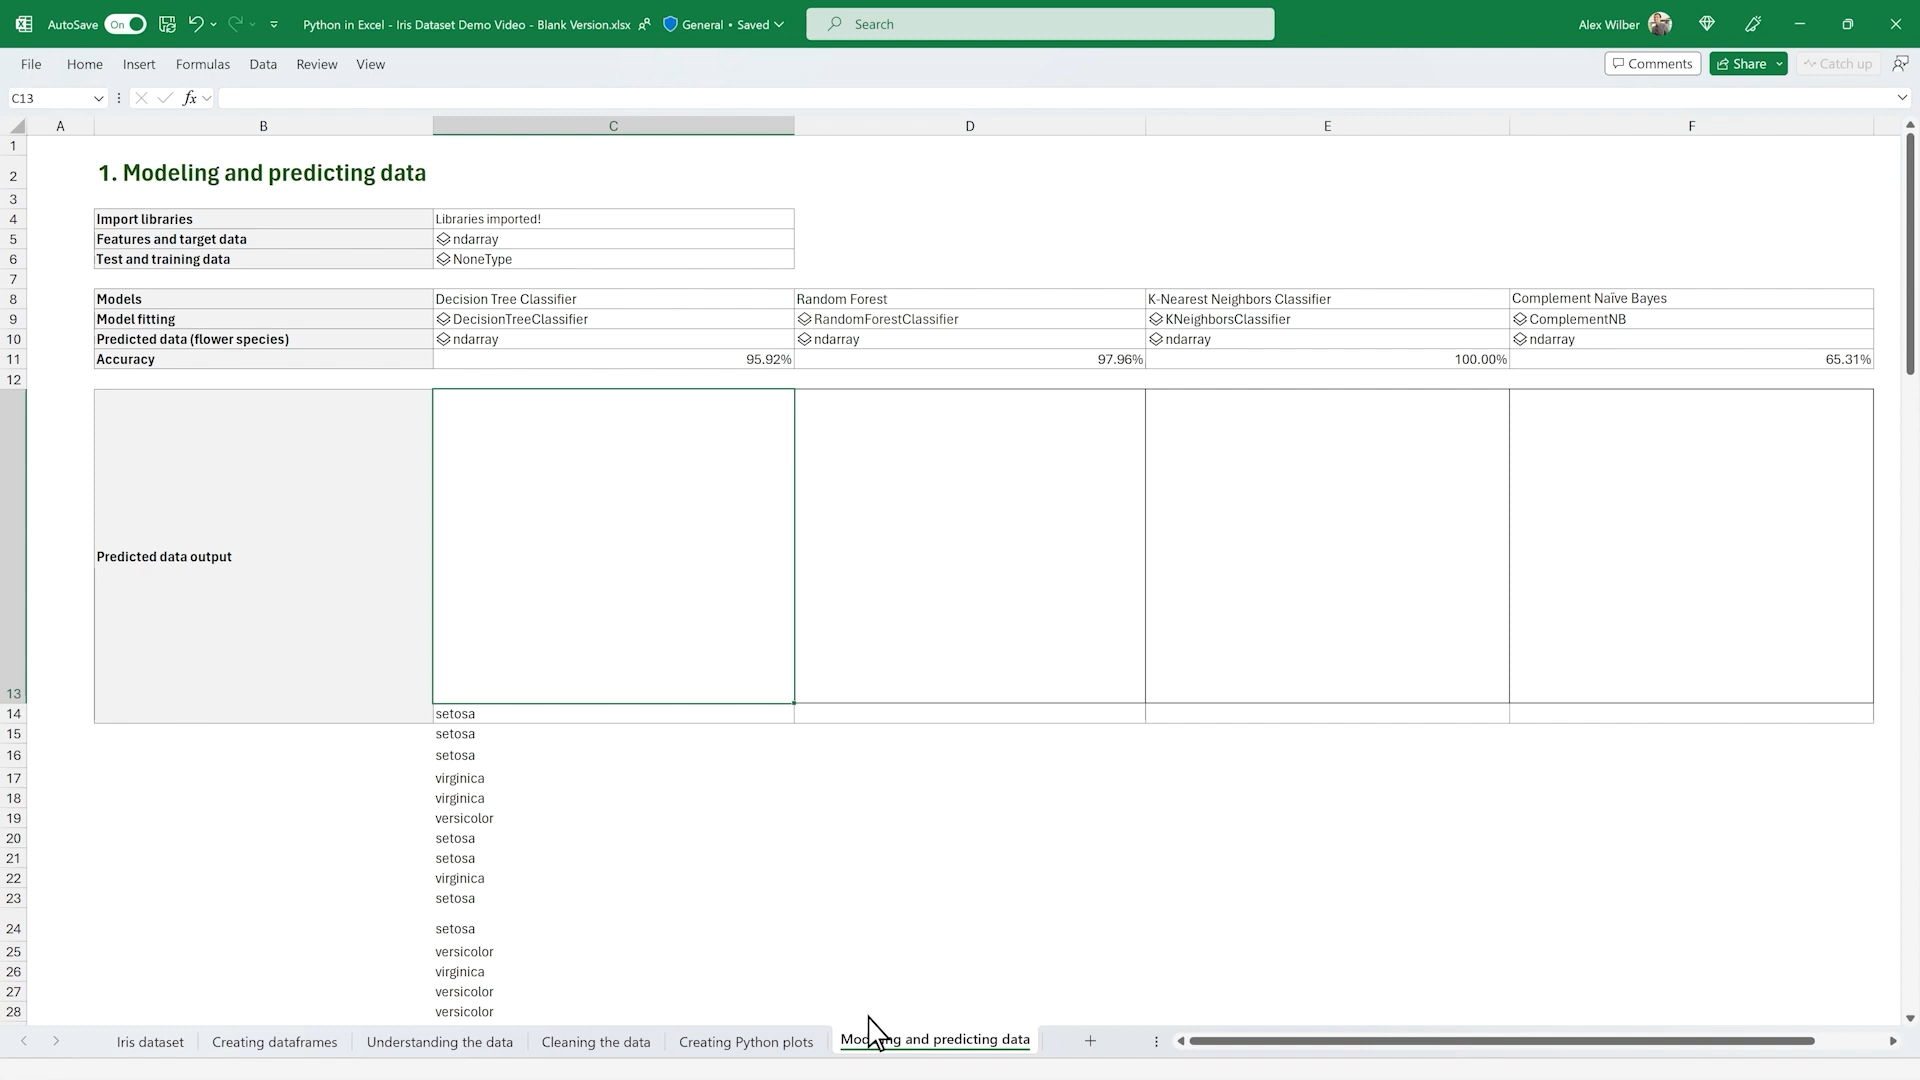 AutoSave On Python in Excel - Iris Dataset Demo Video - Blank Version.xlsx General • Saved Search Alex Wilber
File Home Insert Formulas Data Review View Comments Share Catch up
C13 fx
A B C D E F
1
2 1. Modeling and predicting data
3
4 Import libraries Libraries imported!
5 Features and target data ndarray
6 Test and training data NoneType
7
8 Models Decision Tree Classifier Random Forest K-Nearest Neighbors Classifier Complement Naïve Bayes
9 Model fitting DecisionTreeClassifier RandomForestClassifier KNeighborsClassifier ComplementNB
10 Predicted data (flower species) ndarray ndarray ndarray ndarray
11 Accuracy 95.92% 97.96% 100.00% 65.31%
12
Predicted data output
13
14 setosa
15 setosa
16 setosa
17 virginica
18 virginica
19 versicolor
20 setosa
21 setosa
22 virginica
23 setosa
24 setosa
25 versicolor
26 virginica
27 versicolor
28 versicolor
Iris dataset Creating dataframes Understanding the data Cleaning the data Creating Python plots Modeling and predicting data